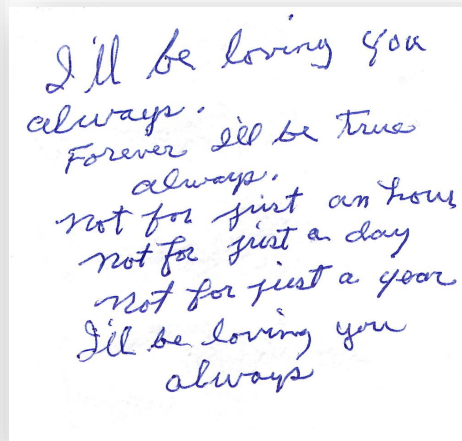 I'll be loving you
always.
Forever I'll be true
always.
not for just an hour
not for just a day
not for just a year
I'll be loving you
always